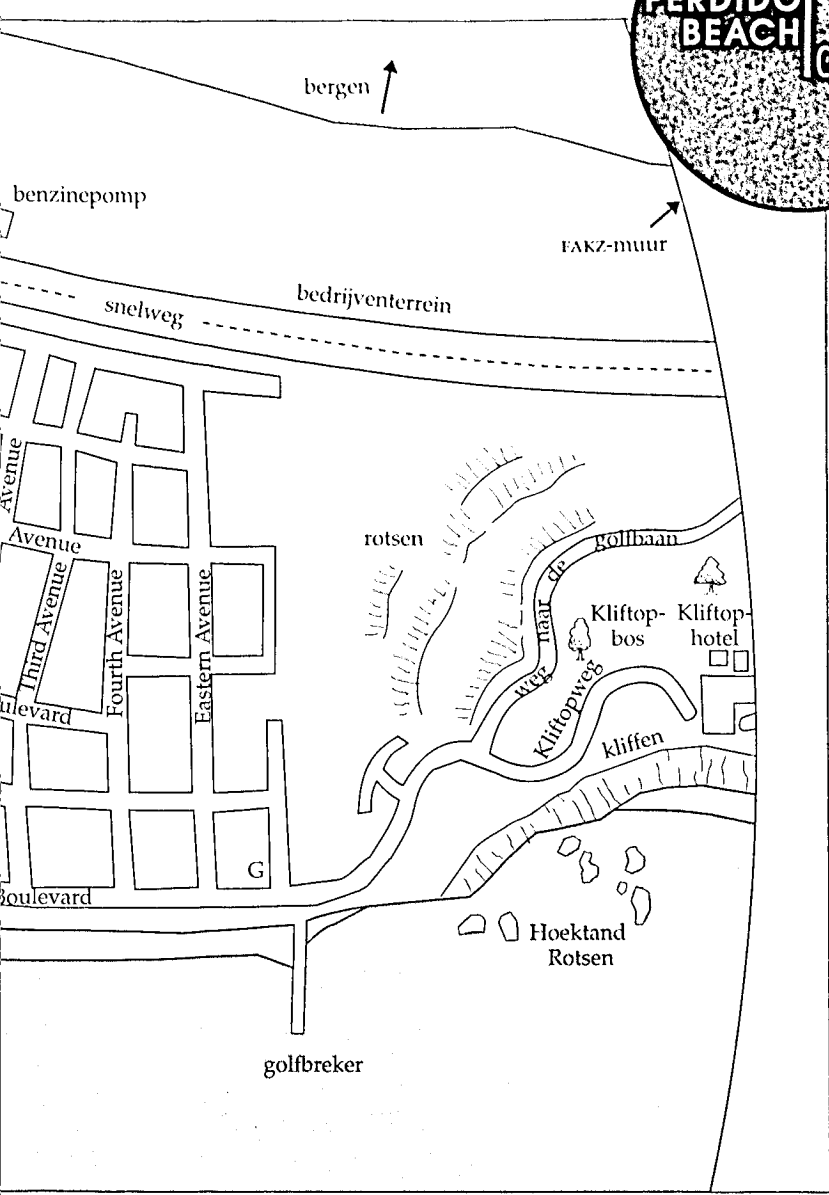 PERDIDO
BEACH
bergen
benzinepomp
FAKZ-muur
bedrijventerrein
snelweg
Avenue
rotsen
weg naar de golfbaan
Avenue
Kliftop-
bos
Kliftop-
hotel
Third Avenue
Fourth Avenue
Eastern Avenue
Kliftopweg
kliffen
ulevard
G
Boulevard
Hoektand
Rotsen
golfbreker